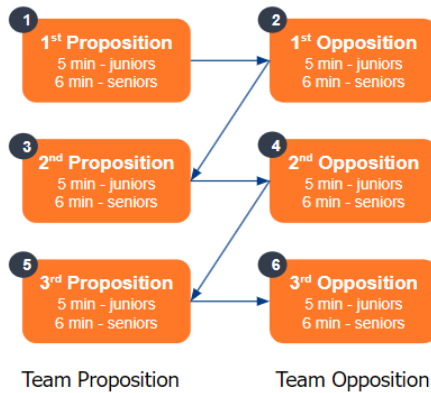 1
1st Proposition
5 min - juniors
6 min - seniors
2
1st Opposition
5 min - juniors
6 min - seniors
3
2nd Proposition
5 min - juniors
6 min - seniors
4
2nd Opposition
5 min - juniors
6 min - seniors
5
3rd Proposition
5 min - juniors
6 min - seniors
6
3rd Opposition
5 min - juniors
6 min - seniors
Team Proposition
Team Opposition